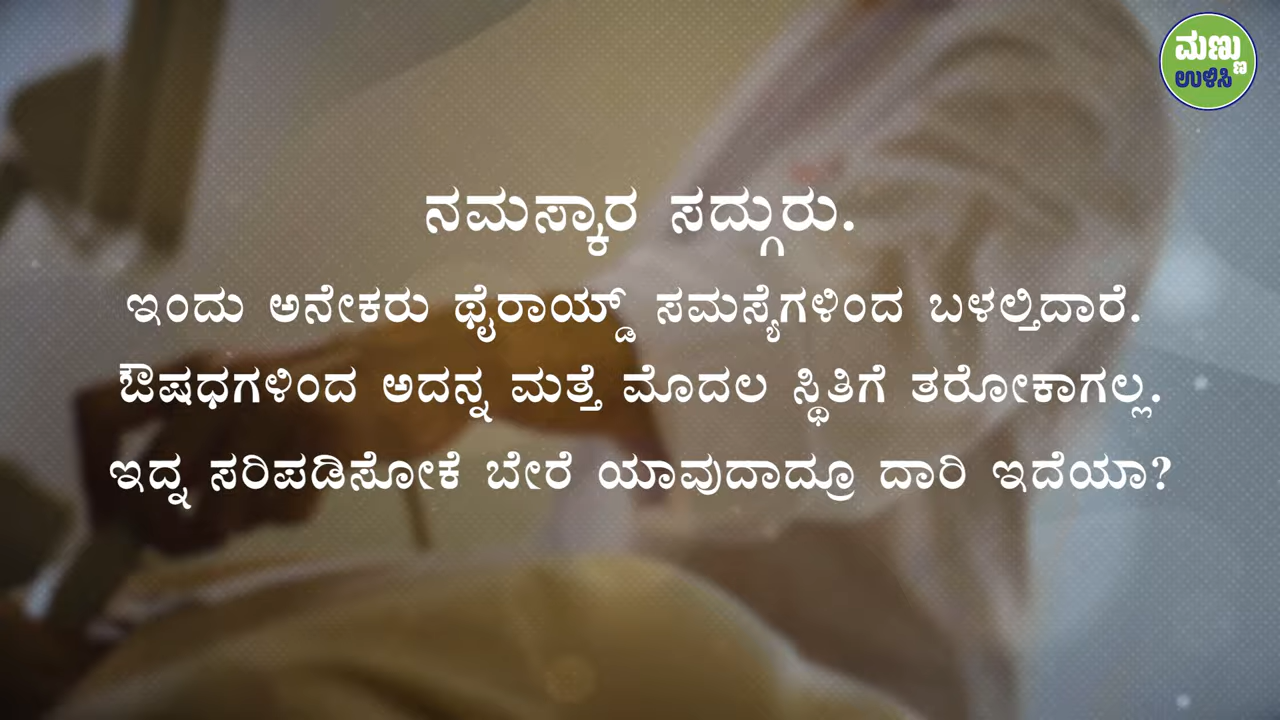 ಮಣ್ಣು
ಉಳಿಸಿ
ನಮಸ್ಕಾರ ಸದ್ಗುರು.
ಇಂದು ಅನೇಕರು ಥೈರಾಯ್ಡ್ ಸಮಸ್ಯೆಗಳಿಂದ ಬಳಲ್ತಿದಾರೆ.
ಔಷಧಗಳಿಂದ ಅದನ್ನ ಮತ್ತೆ ಮೊದಲ ಸ್ಥಿತಿಗೆ ತರೋಕಾಗಲ್ಲ.
ಇದ್ನ ಸರಿಪಡಿಸೋಕೆ ಬೇರೆ ಯಾವುದಾದ್ರೂ ದಾರಿ ಇದೆಯಾ?